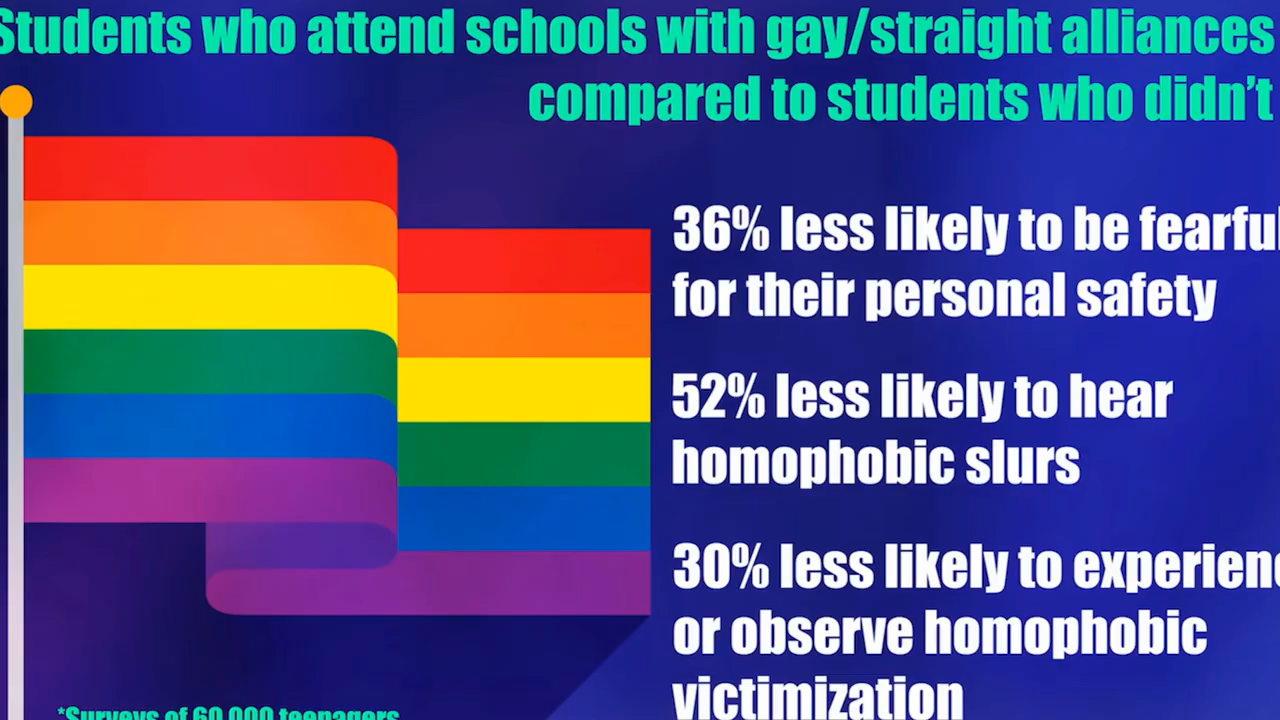 Students who attend schools with gay/straight alliances
compared to students who didn't
36% less likely to be fearful
for their personal safety
52% less likely to hear
homophobic slurs
30% less likely to experienc
or observe homophobic
victimization
*Surveys of 60,000 teenagers